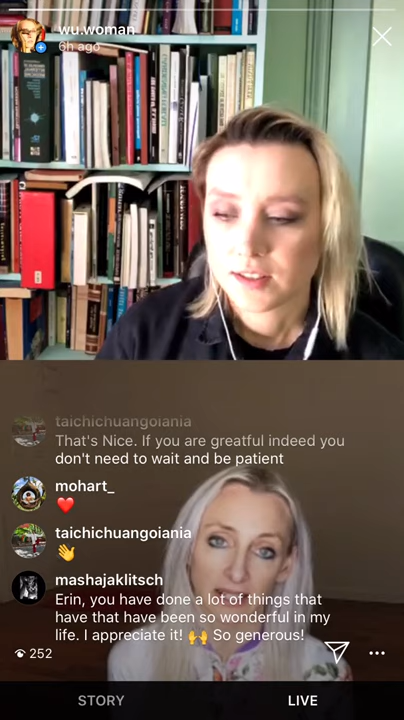 wu.woman
6h ago
taichichuangoiania
That's Nice. If you are greatful indeed you
don't need to wait and be patient
mohart_
❤️
taichichuangoiania
👋
mashajaklitsch
Erin, you have done a lot of things that
have that have been so wonderful in my
life. I appreciate it! 🙌 So generous!
252
STORY
LIVE